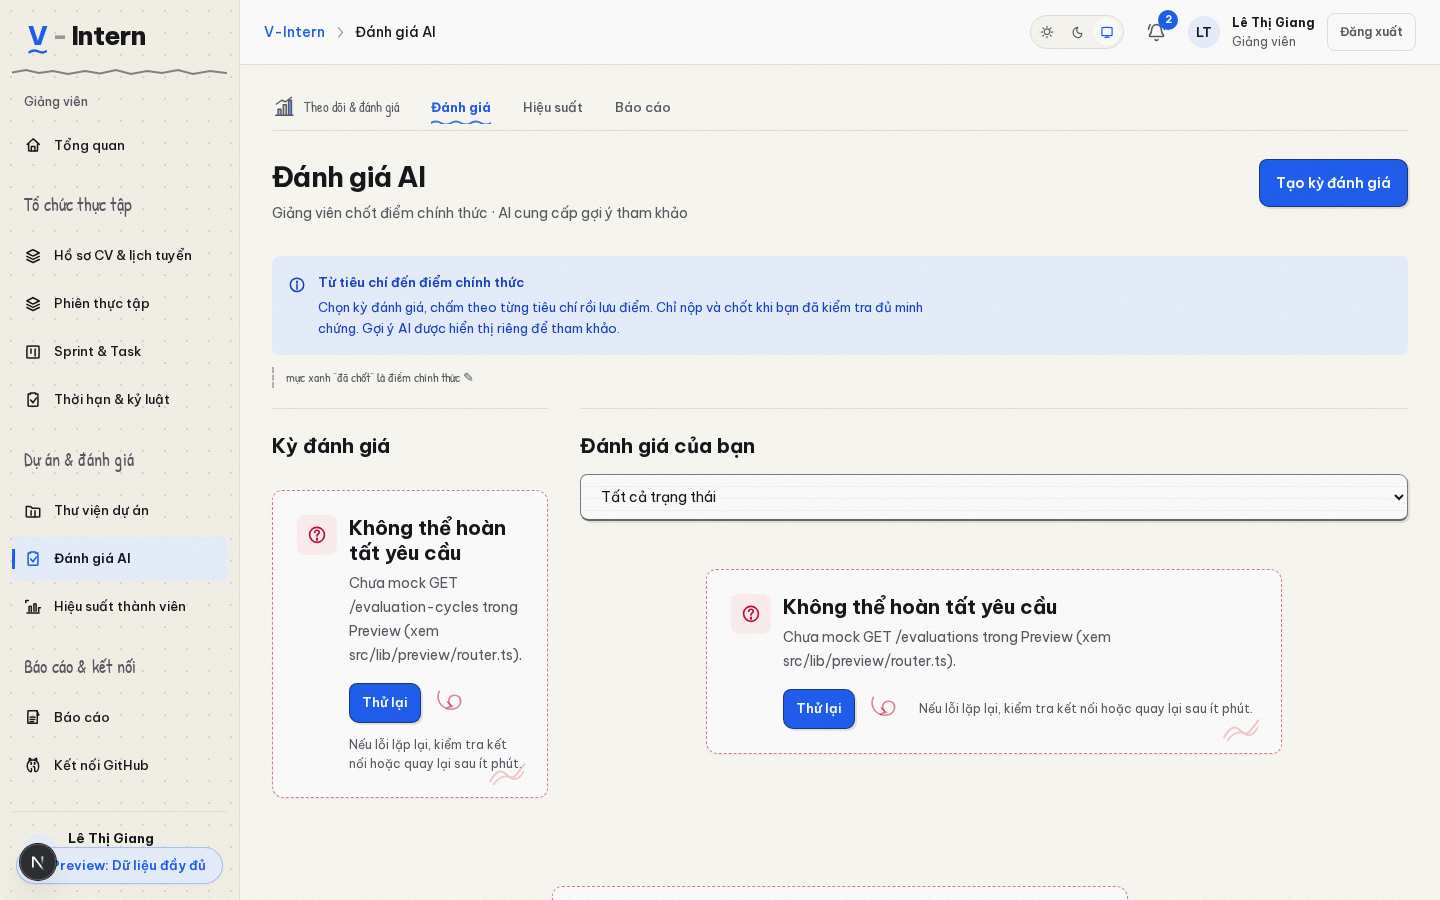 V - Intern
Giảng viên
Tổng quan
Tổ chức thực tập
Hồ sơ CV & lịch tuyển
Phiên thực tập
Sprint & Task
Thời hạn & kỷ luật
Dự án & đánh giá
Thư viện dự án
Đánh giá AI
Hiệu suất thành viên
Báo cáo & kết nối
Báo cáo
Kết nối GitHub
Lê Thị Giang
Preview: Dữ liệu đầy đủ
V-Intern > Đánh giá AI
2
LT
Lê Thị Giang
Giảng viên
Đăng xuất
Theo dõi & đánh giá Đánh giá Hiệu suất Báo cáo
Đánh giá AI
Giảng viên chốt điểm chính thức · AI cung cấp gợi ý tham khảo
Tạo kỳ đánh giá
Từ tiêu chí đến điểm chính thức
Chọn kỳ đánh giá, chấm theo từng tiêu chí rồi lưu điểm. Chỉ nộp và chốt khi bạn đã kiểm tra đủ minh
chứng. Gợi ý AI được hiển thị riêng để tham khảo.
mực xanh "đã chốt" là điểm chính thức ✎
Kỳ đánh giá
Không thể hoàn
tất yêu cầu
Chưa mock GET
/evaluation-cycles trong
Preview (xem
src/lib/preview/router.ts).
Thử lại
Nếu lỗi lặp lại, kiểm tra kết
nối hoặc quay lại sau ít phút.
Đánh giá của bạn
Tất cả trạng thái
Không thể hoàn tất yêu cầu
Chưa mock GET /evaluations trong Preview (xem
src/lib/preview/router.ts).
Thử lại
Nếu lỗi lặp lại, kiểm tra kết nối hoặc quay lại sau ít phút.